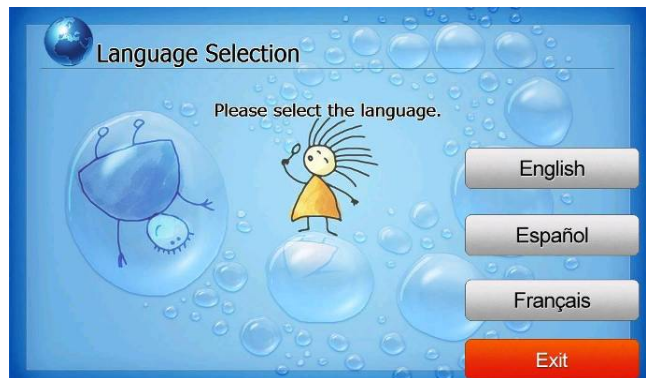 Language Selection
Please select the language.
English
Español
Français
Exit